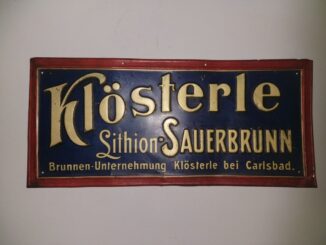 Klösterle
Lithion-SAUERBRUNN
Brunnen-Unternehmung Klösterle bei Carlsbad.